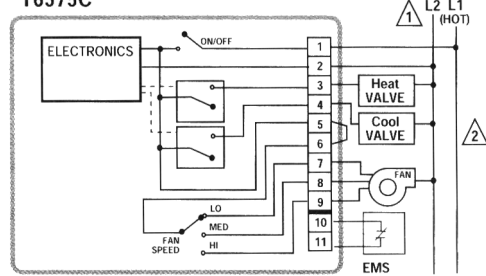 L2 L1
(HOT)
1
ELECTRONICS
ON/OFF
1
2
3
4
5
6
7
8
9
10
11
Heat
VALVE
Cool
VALVE
2
FAN
LO
MED
HI
FAN
SPEED
EMS